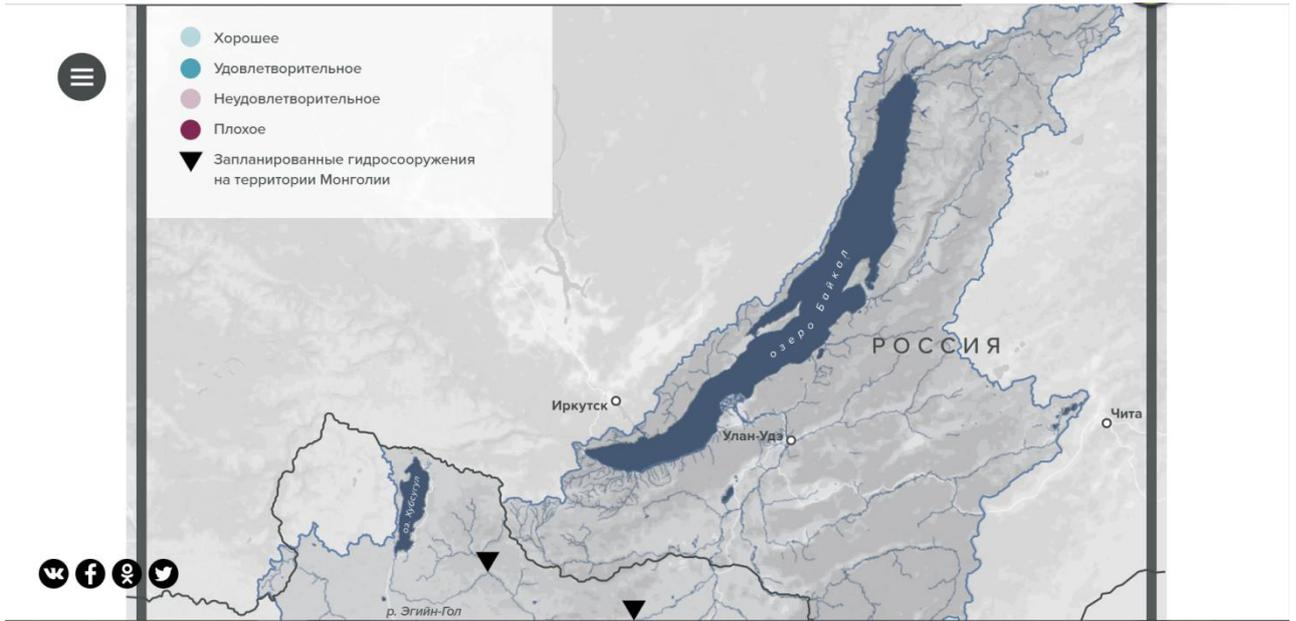 Хорошее
Удовлетворительное
Неудовлетворительное
Плохое
Запланированные гидросооружения
на территории Монголии
озеро Байкал
РОССИЯ
Иркутск
Чита
Улан-Удэ
оз. Хубсугул
р. Эгийн-Гол